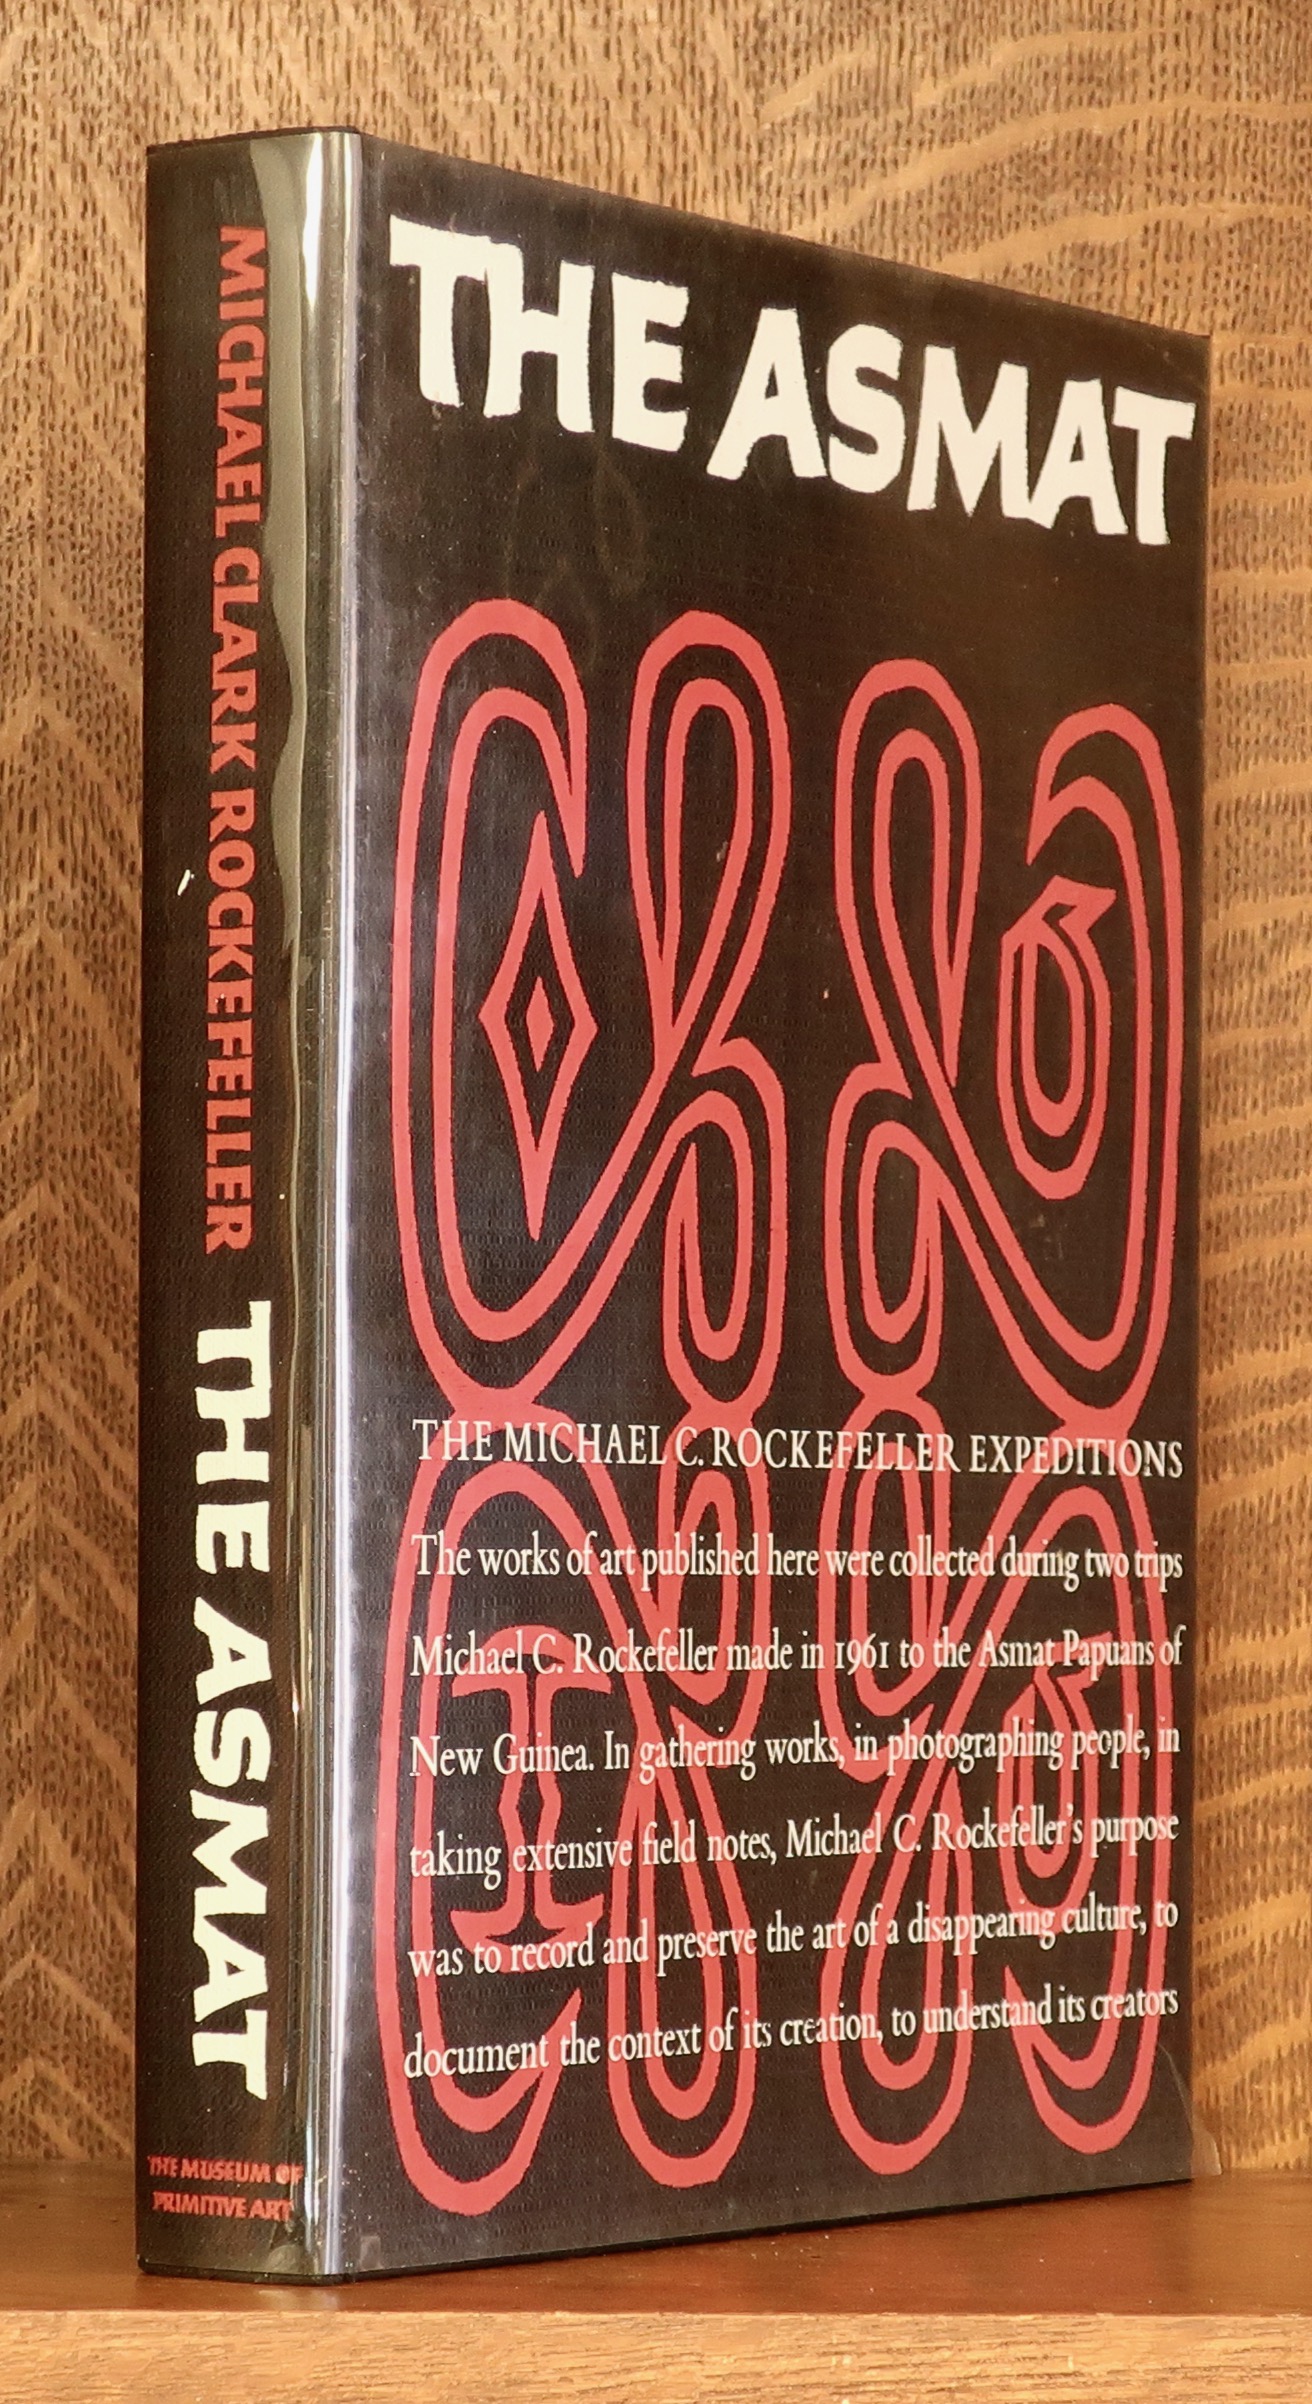 MICHAEL CLARK ROCKEFELLER THE ASMAT
THE MUSEUM OF
PRIMITIVE ART
THE ASMAT
THE MICHAEL C. ROCKEFELLER EXPEDITIONS
The works of art published here were collected during two trips
Michael C. Rockefeller made in 1961 to the Asmat Papuans of
New Guinea. In gathering works, in photographing people, in
taking extensive field notes, Michael C. Rockefeller's purpose
was to record and preserve the art of a disappearing culture, to
document the context of its creation, to understand its creators